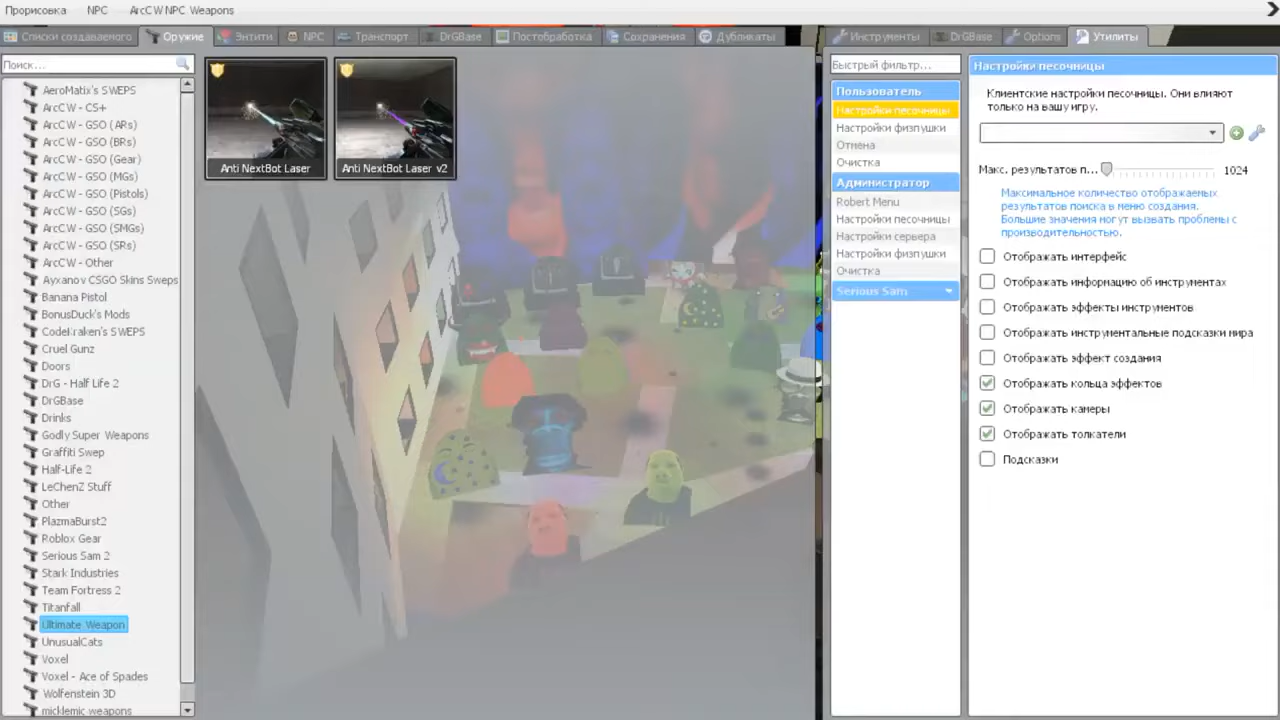 Прорисовка NPC ArcCW NPC Weapons
Списки создаваемого Оружие Энтити NPC Транспорт DrGBase Постобработка Сохранения Дубликаты
Инструменты DrGBase Options Утилиты
Поиск...
AeroMatix's SWEPS
ArcCW - CS+
ArcCW - GSO (ARs)
ArcCW - GSO (BRs)
ArcCW - GSO (Gear)
ArcCW - GSO (MGs)
ArcCW - GSO (Pistols)
ArcCW - GSO (SGs)
ArcCW - GSO (SMGs)
ArcCW - GSO (SRs)
ArcCW - Other
Ayxanov CSGO Skins Sweps
Banana Pistol
BonusDuck's Mods
Codekraken's SWEPS
Cruel Gunz
Doors
DrG - Half Life 2
DrGBase
Drinks
Godly Super Weapons
Graffiti Swep
Half-Life 2
LeChenZ Stuff
Other
PlazmaBurst2
Roblox Gear
Serious Sam 2
Stark Industries
Team Fortress 2
Titanfall
Ultimate Weapon
UnusualCats
Voxel
Voxel - Ace of Spades
Wolfenstein 3D
micklemic weapons
Anti NextBot Laser
Anti NextBot Laser v2
Быстрый фильтр...
Пользователь
Настройки песочницы
Настройки физпушки
Отмена
Очистка
Администратор
Robert Menu
Настройки песочницы
Настройки сервера
Настройки физпушки
Очистка
Serious Sam
Настройки песочницы
Клиентские настройки песочницы. Они влияют
только на вашу игру.
Макс. результатов п... 1024
Максимальное количество отображаемых
результатов поиска в меню создания.
Большие значения могут вызвать проблемы с
производительностью.
Отображать интерфейс
Отображать информацию об инструментах
Отображать эффекты инструментов
Отображать инструментальные подсказки мира
Отображать эффект создания
Отображать кольца эффектов
Отображать камеры
Отображать толкатели
Подсказки